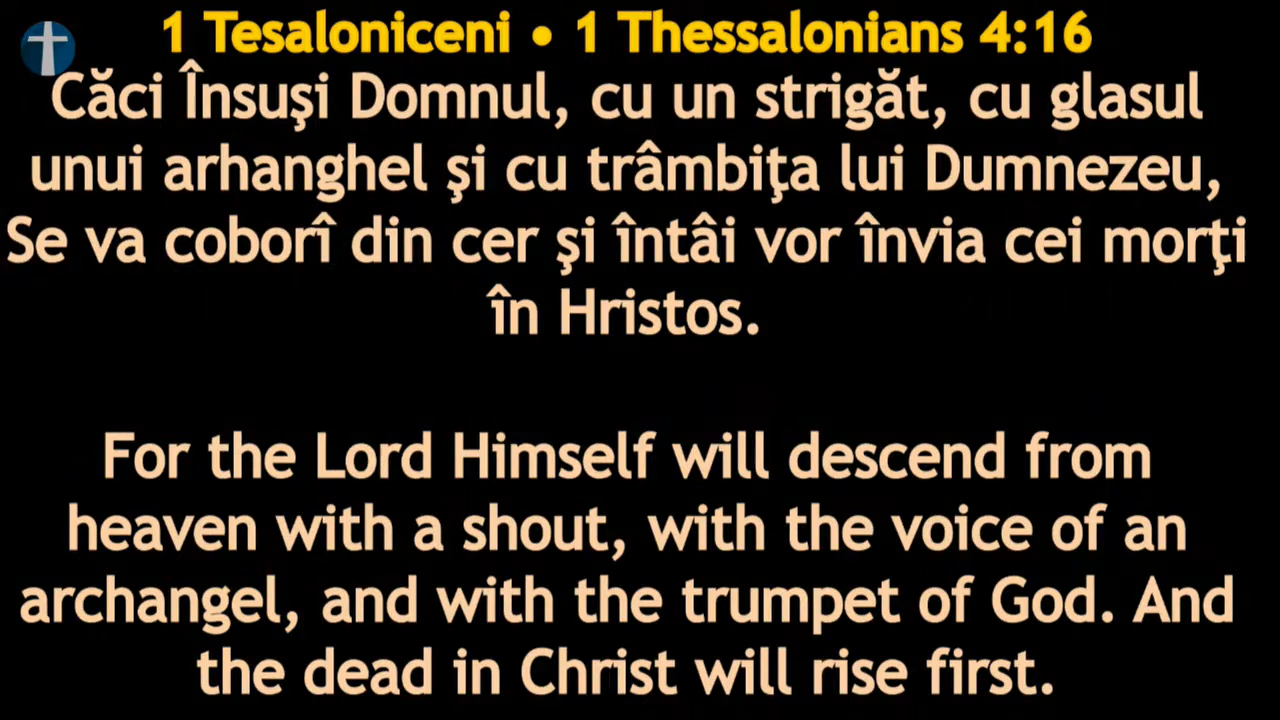 1 Tesaloniceni • 1 Thessalonians 4:16
Căci Însuşi Domnul, cu un strigăt, cu glasul
unui arhanghel şi cu trâmbiţa lui Dumnezeu,
Se va coborî din cer şi întâi vor învia cei morţi
în Hristos.
For the Lord Himself will descend from
heaven with a shout, with the voice of an
archangel, and with the trumpet of God. And
the dead in Christ will rise first.